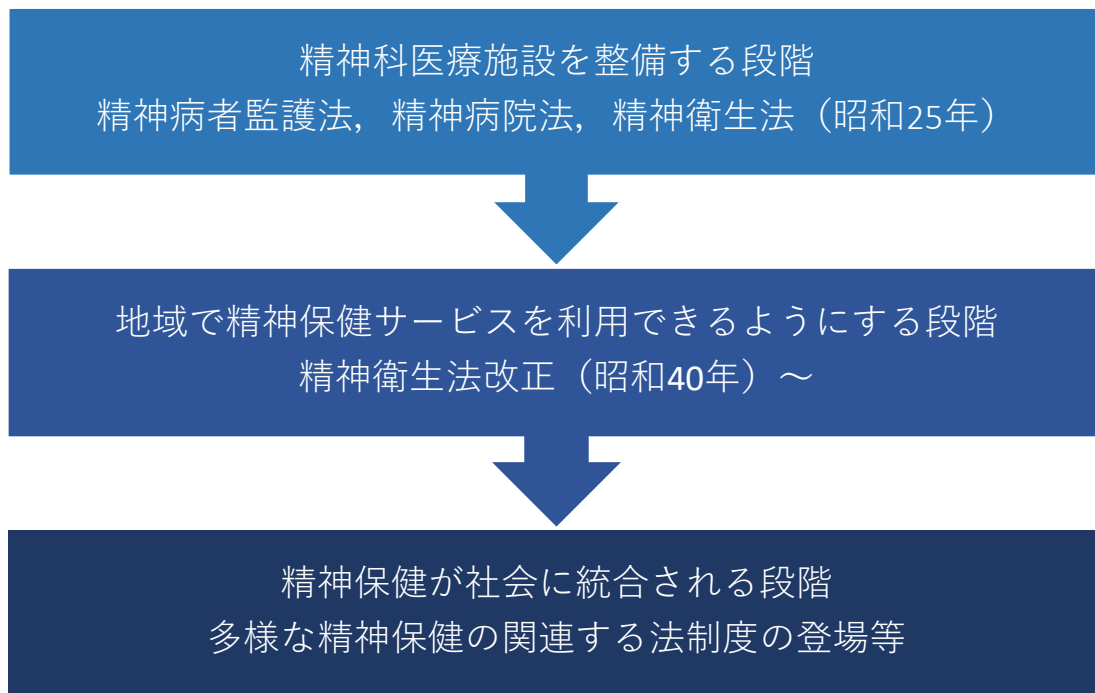 精神科医療施設を整備する段階
精神病者監護法，精神病院法，精神衛生法（昭和25年）
地域で精神保健サービスを利用できるようにする段階
精神衛生法改正（昭和40年）～
精神保健が社会に統合される段階
多様な精神保健の関連する法制度の登場等